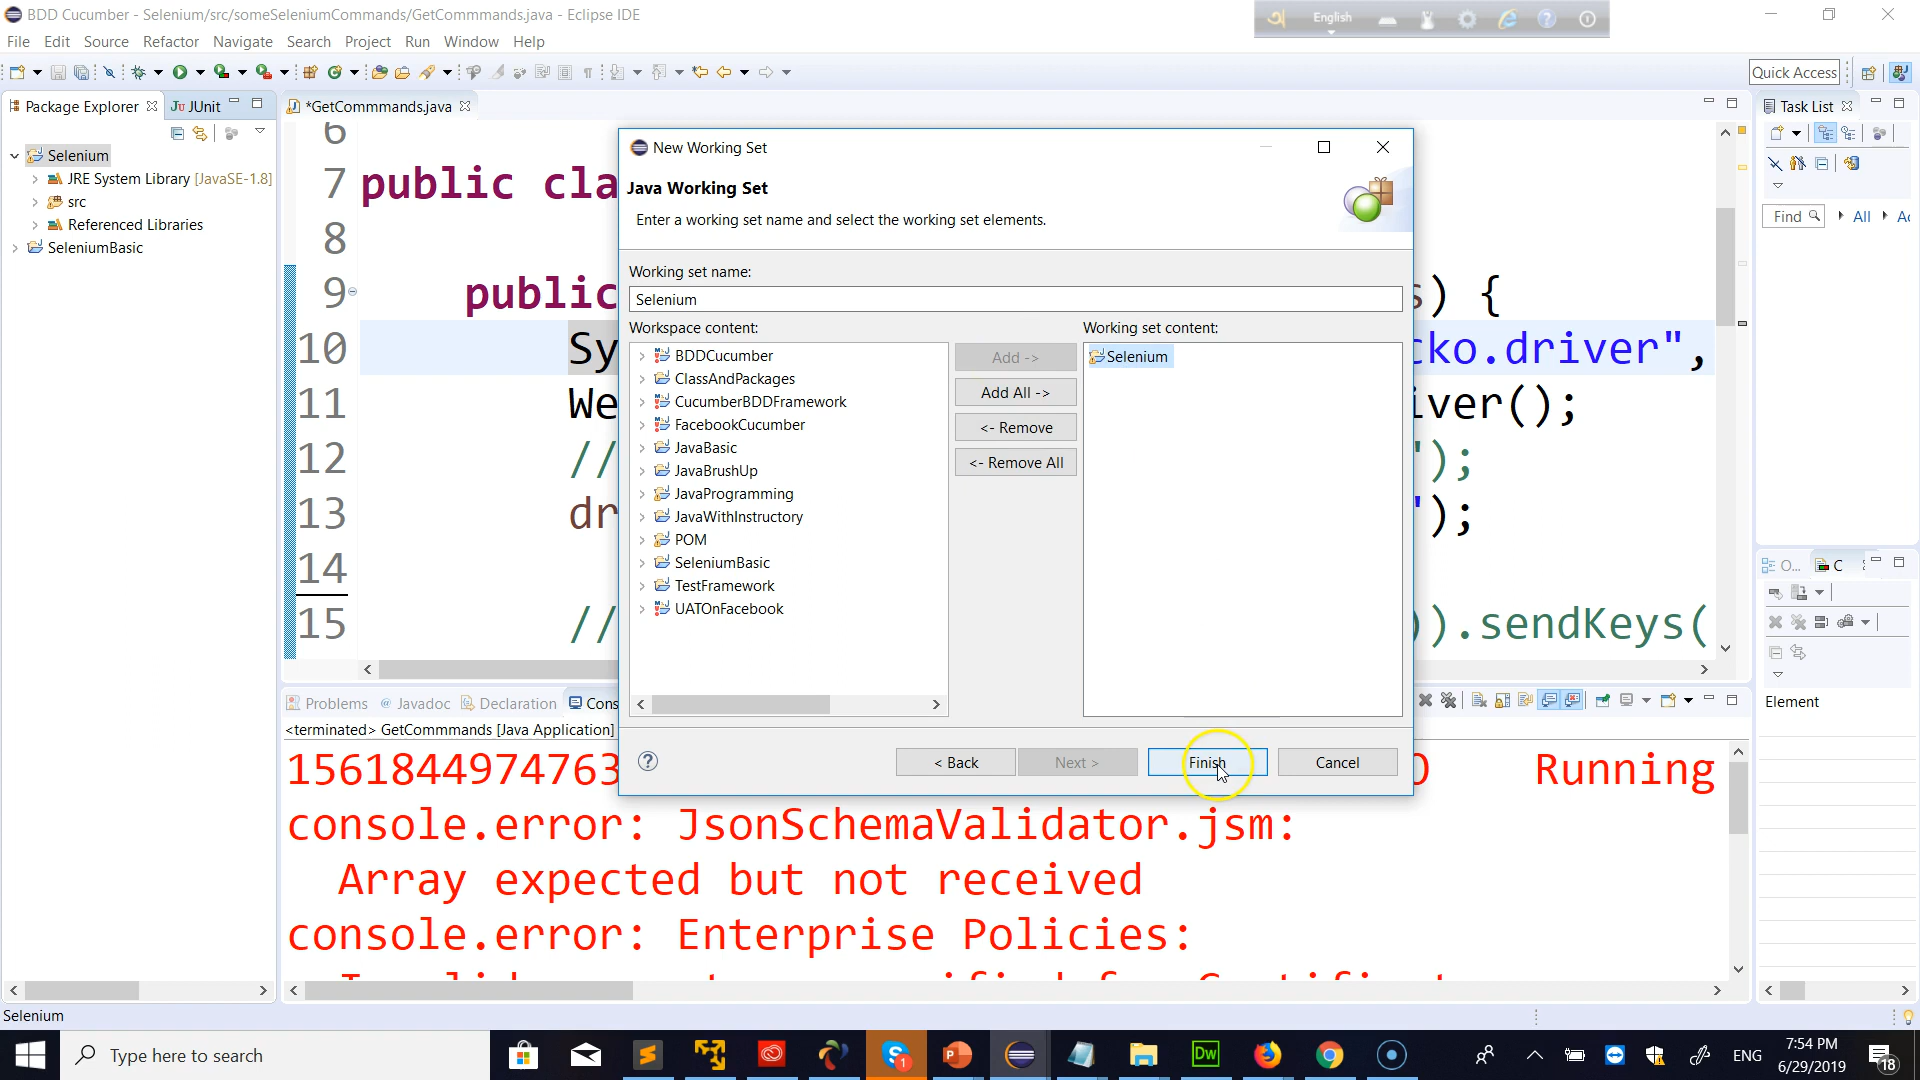 BDD Cucumber - Selenium/src/someSeleniumCommands/GetCommmands.java - Eclipse IDE
English
File Edit Source Refactor Navigate Search Project Run Window Help
Quick Access
Package Explorer
JUnit
Selenium
JRE System Library [JavaSE-1.8]
src
Referenced Libraries
SeleniumBasic
*GetCommmands.java
6
7 public cla
8
9 public s) {
10 Sy cko.driver",
11 We iver();
12 // ");
13 dr ");
14
15 // )).sendKeys(
New Working Set
Java Working Set
Enter a working set name and select the working set elements.
Working set name:
Selenium
Workspace content:
BDDCucumber
ClassAndPackages
CucumberBDDFramework
FacebookCucumber
JavaBasic
JavaBrushUp
JavaProgramming
JavaWithInstructory
POM
SeleniumBasic
TestFramework
UATOnFacebook
Add ->
Add All ->
<- Remove
<- Remove All
Working set content:
Selenium
< Back
Next >
Finish
Cancel
Task List
Find
All
Ac
O...
C
Element
Problems
@ Javadoc
Declaration
Cons
<terminated> GetCommmands [Java Application]
1561844974763 Running
console.error: JsonSchemaValidator.jsm:
Array expected but not received
console.error: Enterprise Policies:
Selenium
Type here to search
1
Dw
ENG
7:54 PM
6/29/2019
18